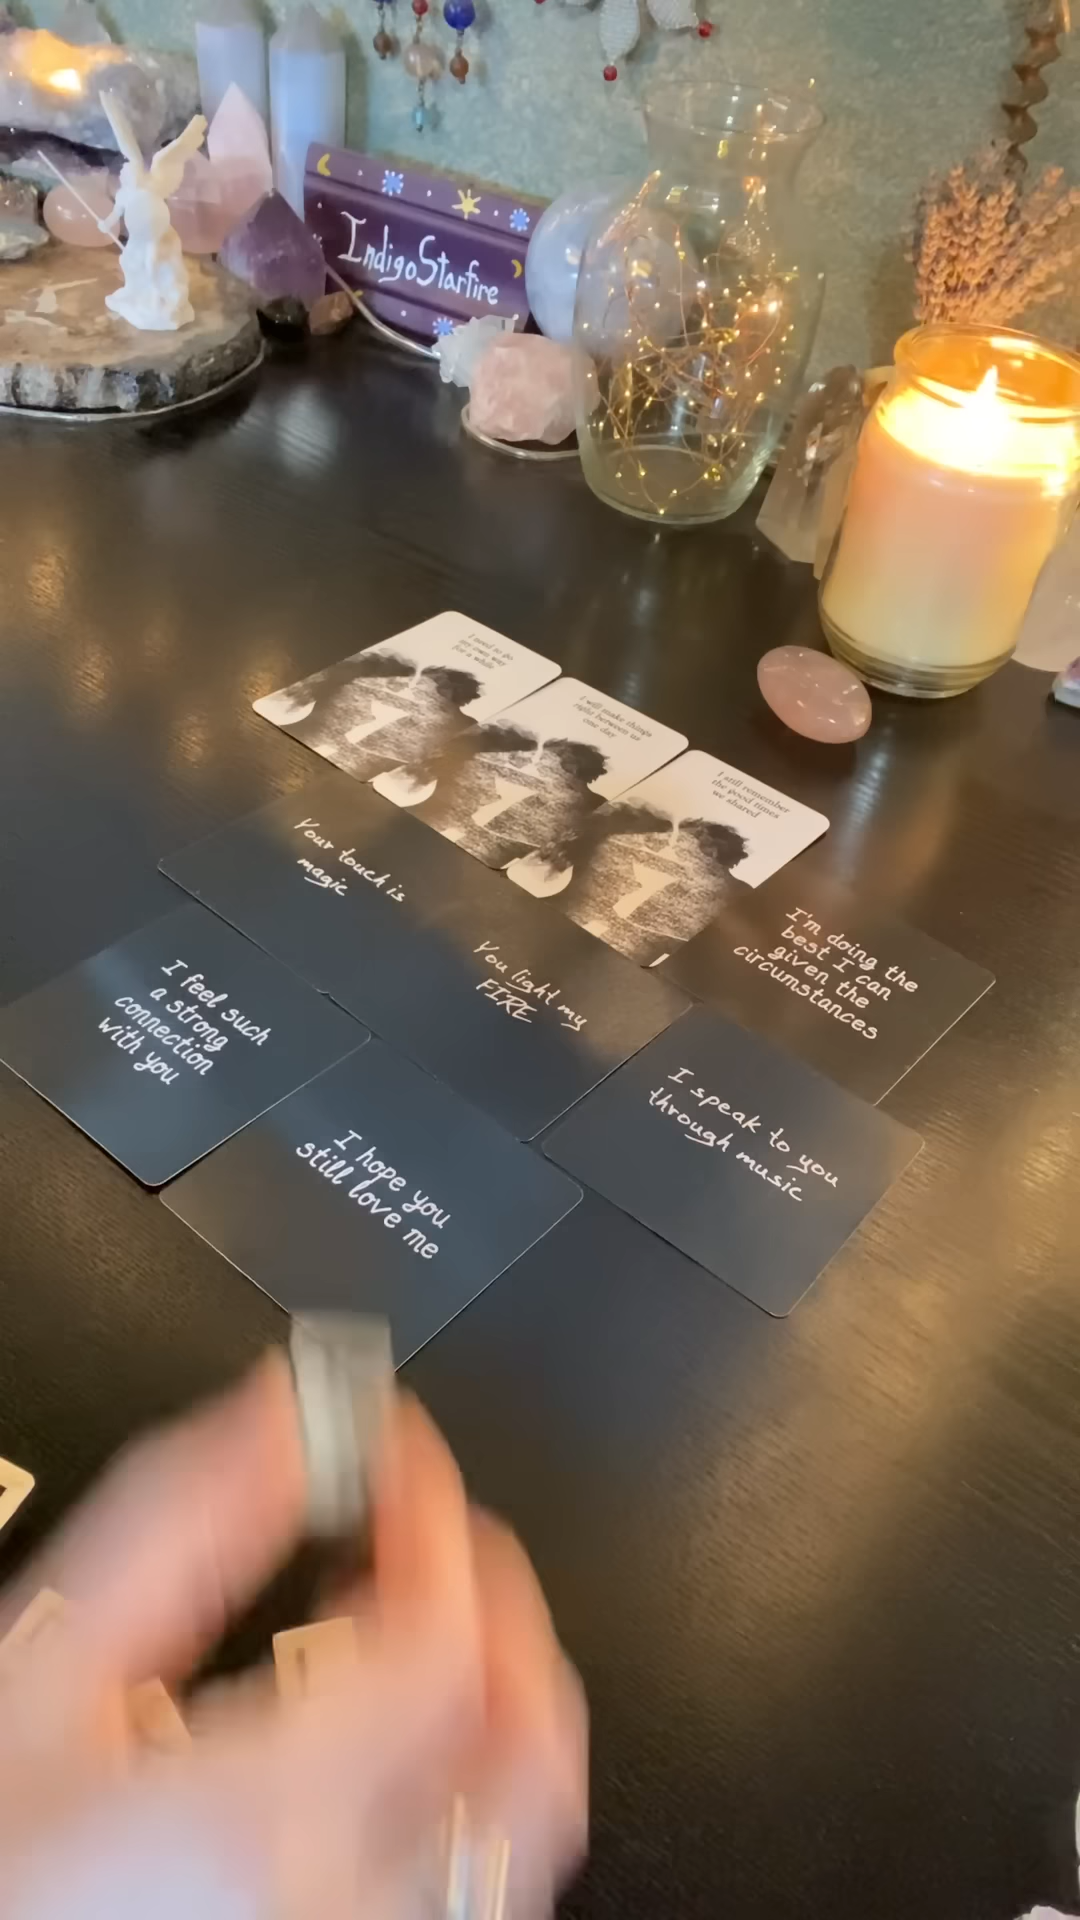 IndigoStarfire
I need to go
my own way
for a while
I will make things
right between us
one day
I still remember
the good times
we shared
Your touch is
magic
You light my
FIRE
I'm doing the
best I can
given the
circumstances
I feel such
a strong
connection
with you
I hope you
still love me
I speak to you
through music